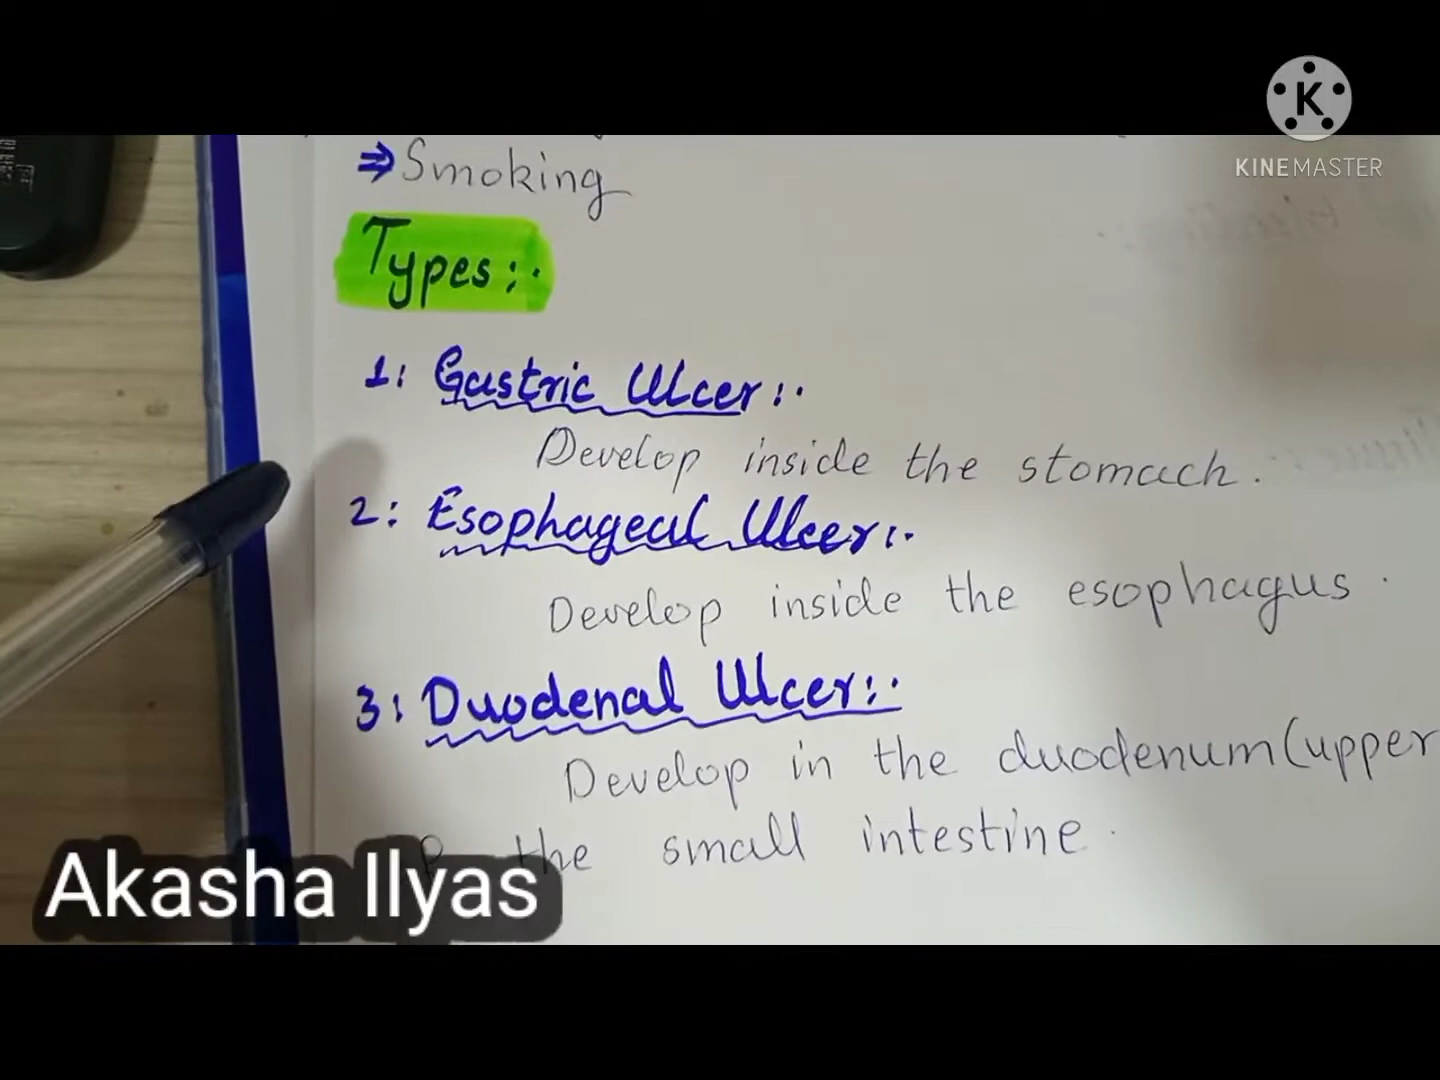 KINEMASTER
⇒ Smoking
Types:.
1: Gastric Ulcer:.
Develop inside the stomach.
2: Esophageal Ulcer:.
Develop inside the esophagus.
3: Duodenal Ulcer:.
Develop in the duodenum(upper
the small intestine.
Akasha Ilyas